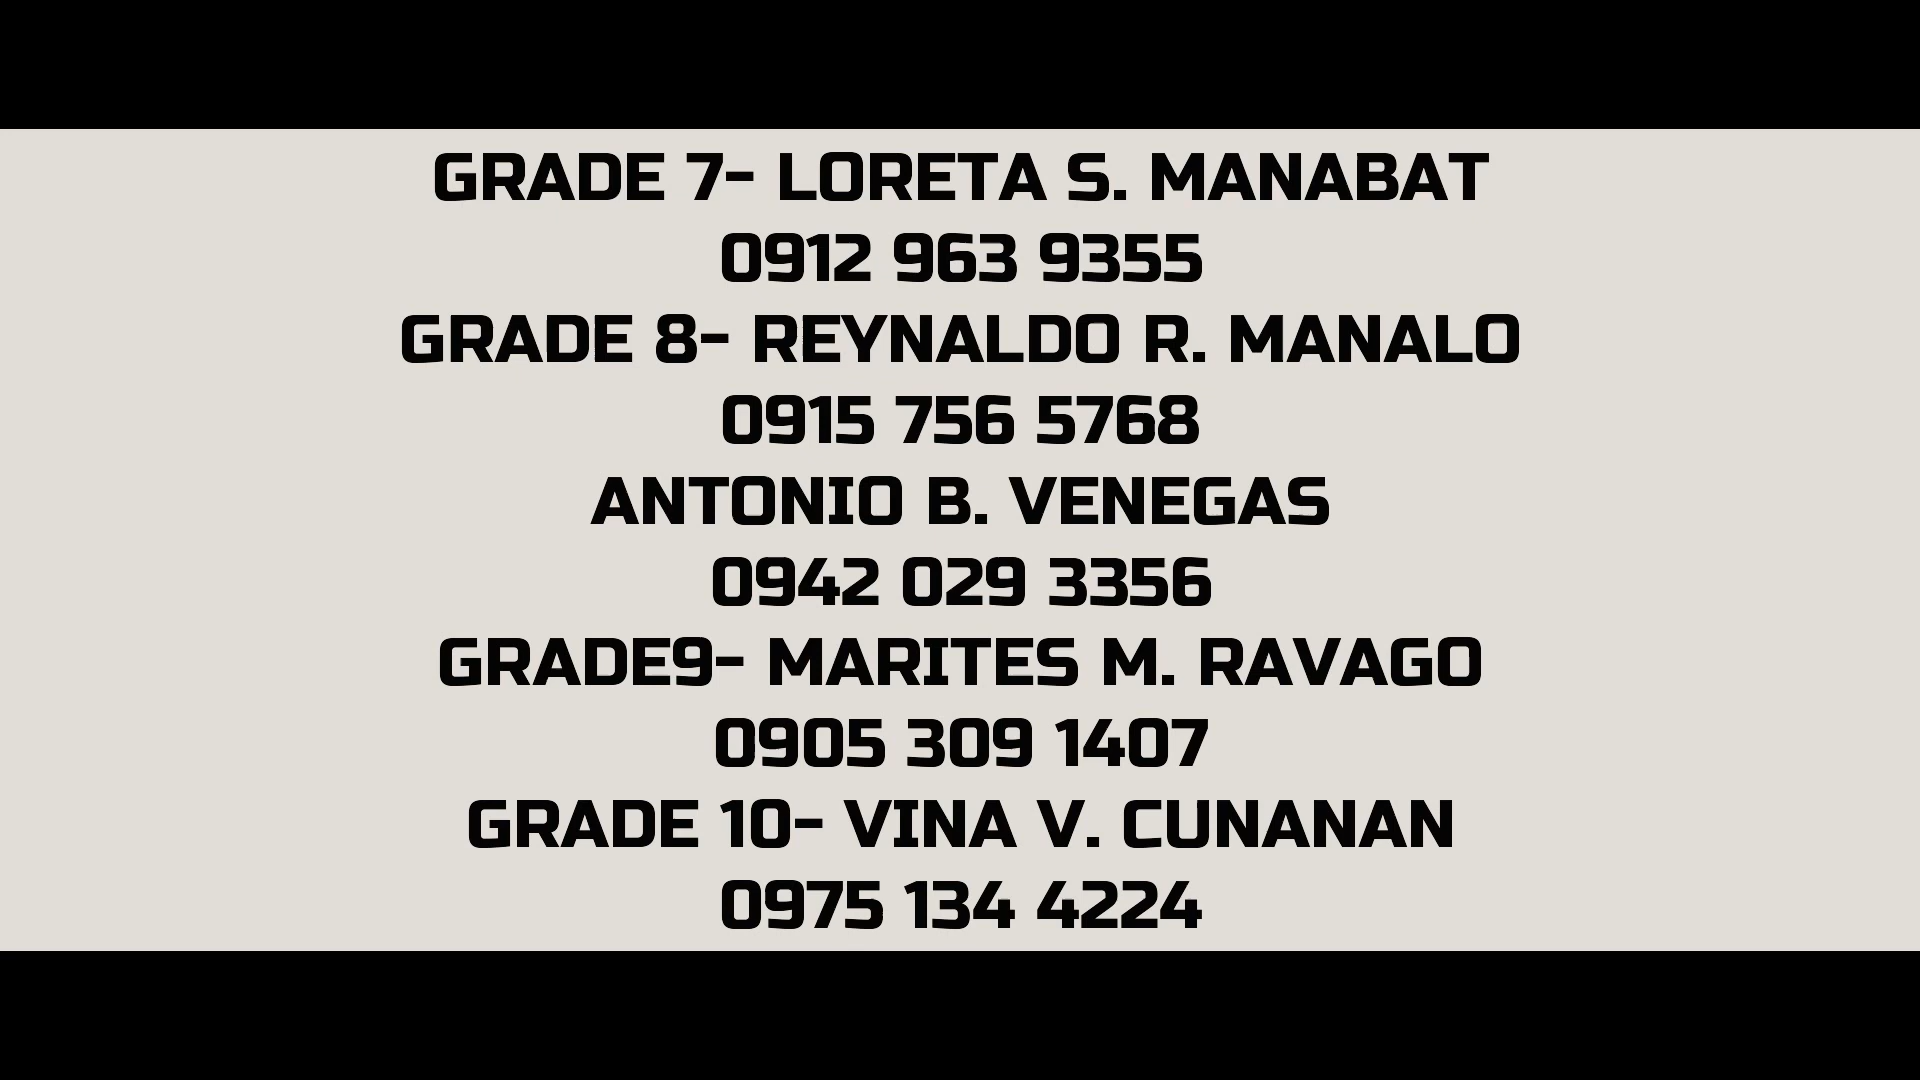 GRADE 7- LORETA S. MANABAT
0912 963 9355
GRADE 8- REYNALDO R. MANALO
0915 756 5768
ANTONIO B. VENEGAS
0942 029 3356
GRADE9- MARITES M. RAVAGO
0905 309 1407
GRADE 10- VINA V. CUNANAN
0975 134 4224